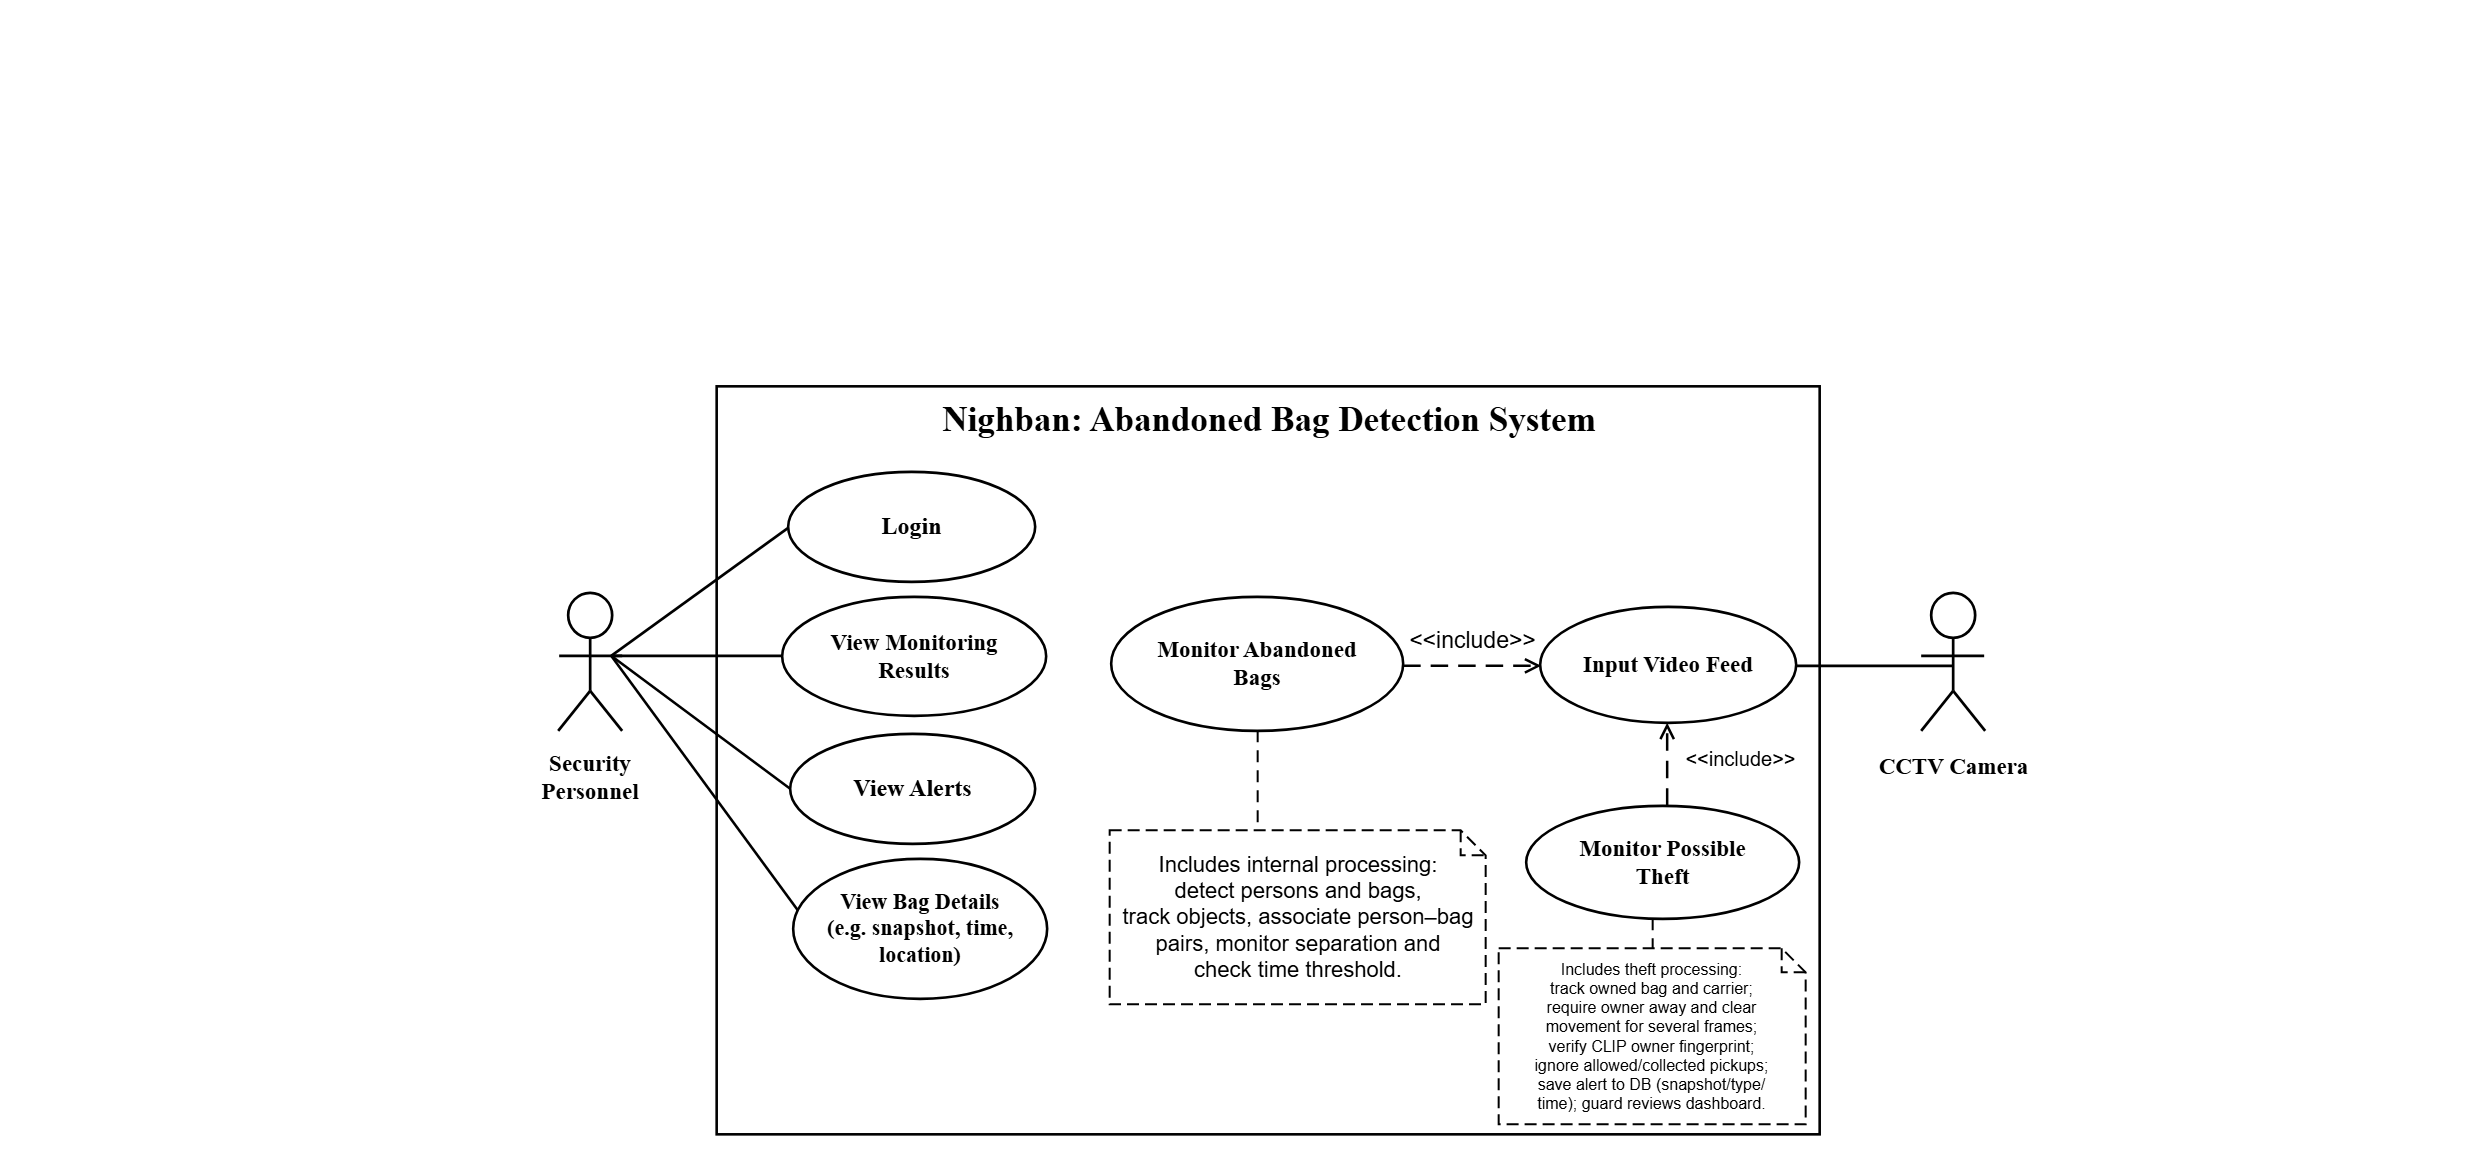 Nighban: Abandoned Bag Detection System
Login
View Monitoring
Results
View Alerts
View Bag Details
(e.g. snapshot, time,
location)
Security
Personnel
Monitor Abandoned
Bags
<<include>>
Input Video Feed
<<include>>
CCTV Camera
Monitor Possible
Theft
Includes internal processing:
detect persons and bags,
track objects, associate person–bag
pairs, monitor separation and
check time threshold.
Includes theft processing:
track owned bag and carrier;
require owner away and clear
movement for several frames;
verify CLIP owner fingerprint;
ignore allowed/collected pickups;
save alert to DB (snapshot/type/
time); guard reviews dashboard.